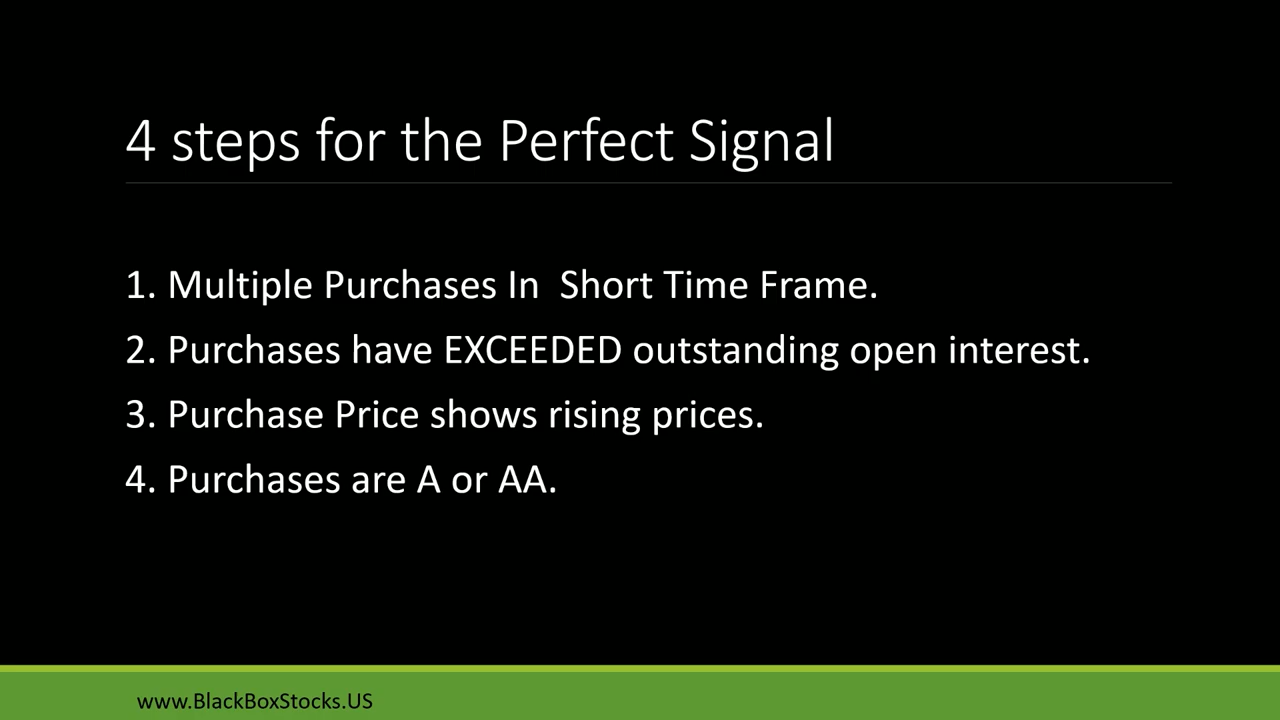 4 steps for the Perfect Signal
1. Multiple Purchases In  Short Time Frame.
2. Purchases have EXCEEDED outstanding open interest.
3. Purchase Price shows rising prices.
4. Purchases are A or AA.
www.BlackBoxStocks.US